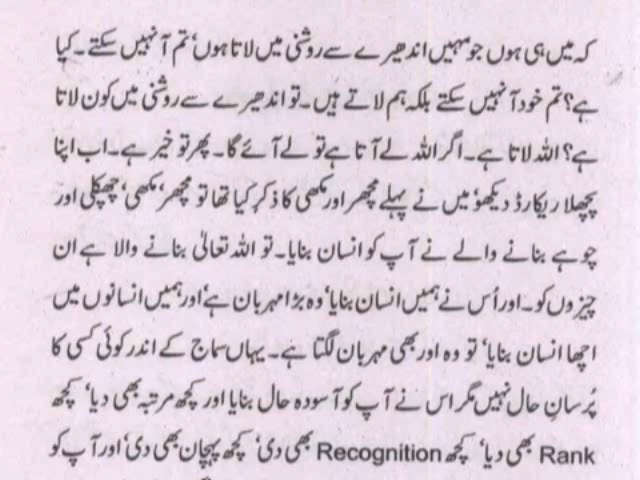 کہ میں ہی ہوں جو تمہیں اندھیرے سے روشنی میں لاتا ہوں، تم آ نہیں سکتے۔ کیا
ہے؟ تم خود آ نہیں سکتے بلکہ ہم لاتے ہیں۔ تو اندھیرے سے روشنی میں کون لاتا
ہے؟ اللہ لاتا ہے۔ اگر اللہ لے آتا ہے تو لے آئے گا۔ پھر تو خیر ہے۔ اب اپنا
پچھلا ریکارڈ دیکھو، میں نے پہلے مچھر اور مکھی کا ذکر کیا تھا تو مچھر، مکھی، چھپکلی اور
چوہے بنانے والے نے آپ کو انسان بنایا۔ تو اللہ تعالیٰ بنانے والا ہے ان
چیزوں کو۔ اور اُس نے ہمیں انسان بنایا، وہ بڑا مہربان ہے، اور ہمیں انسانوں میں
اچھا انسان بنایا، تو وہ اور بھی مہربان لگتا ہے۔ یہاں سماج کے اندر کوئی کسی کا
پُرسانِ حال نہیں مگر اس نے آپ کو آسودہ حال بنایا اور کچھ مرتبہ بھی دیا، کچھ
Rank بھی دیا، کچھ Recognition بھی دی، کچھ پہچان بھی دی، اور آپ کو